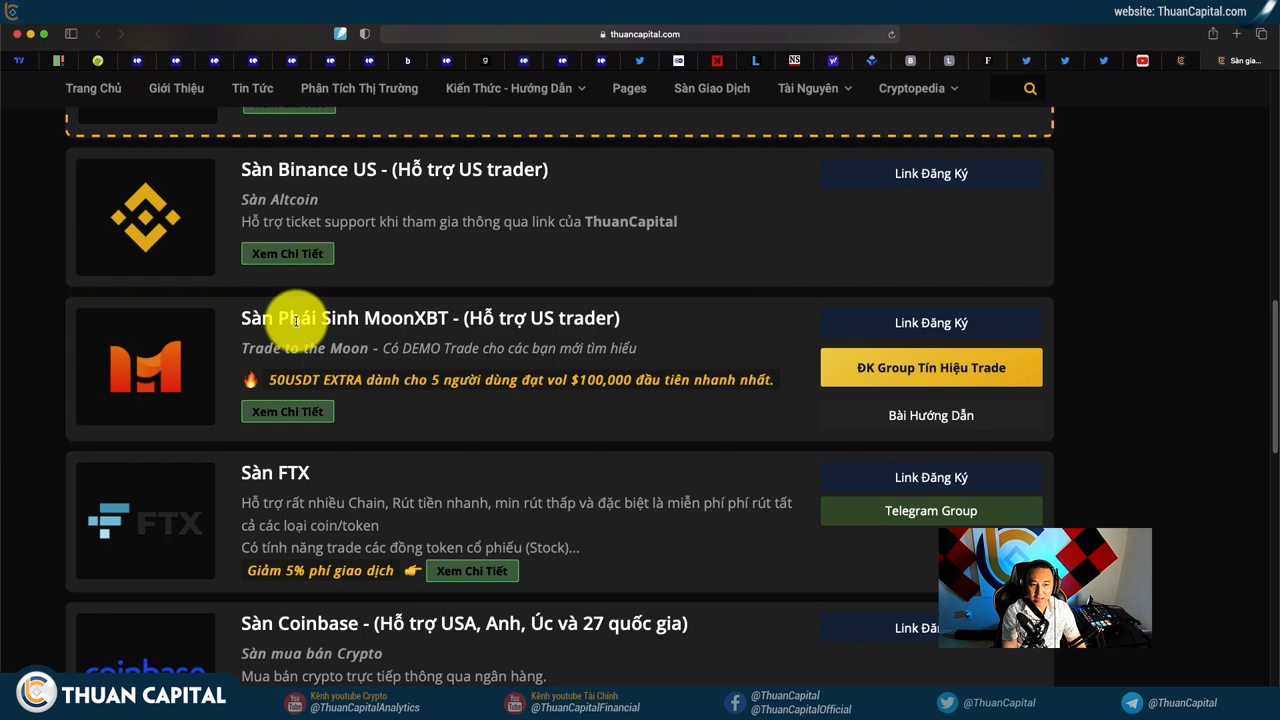 website: ThuanCapital.com
thuancapital.com
Sàn gia...
Trang Chủ
Giới Thiệu
Tin Tức
Phân Tích Thị Trường
Kiến Thức - Hướng Dẫn
Pages
Sàn Giao Dịch
Tài Nguyên
Cryptopedia
Sàn Binance US - (Hỗ trợ US trader)
Link Đăng Ký
Sàn Altcoin
Hỗ trợ ticket support khi tham gia thông qua link của ThuanCapital
Xem Chi Tiết
Sàn Phái Sinh MoonXBT - (Hỗ trợ US trader)
Link Đăng Ký
Trade to the Moon - Có DEMO Trade cho các bạn mới tìm hiểu
ĐK Group Tín Hiệu Trade
50USDT EXTRA dành cho 5 người dùng đạt vol $100,000 đầu tiên nhanh nhất.
Xem Chi Tiết
Bài Hướng Dẫn
Sàn FTX
Link Đăng Ký
FTX
Hỗ trợ rất nhiều Chain, Rút tiền nhanh, min rút thấp và đặc biệt là miễn phí phí rút tất
cả các loại coin/token
Telegram Group
Có tính năng trade các đồng token cổ phiếu (Stock)...
Giảm 5% phí giao dịch
Xem Chi Tiết
Sàn Coinbase - (Hỗ trợ USA, Anh, Úc và 27 quốc gia)
Sàn mua bán Crypto
coinbase
Mua bán crypto trực tiếp thông qua ngân hàng.
THUAN CAPITAL
Kênh youtube Crypto
@ThuanCapitalAnalytics
Kênh youtube Tài Chính
@ThuanCapitalFinancial
@ThuanCapital
@ThuanCapitalOfficial
@ThuanCapital
@ThuanCapital